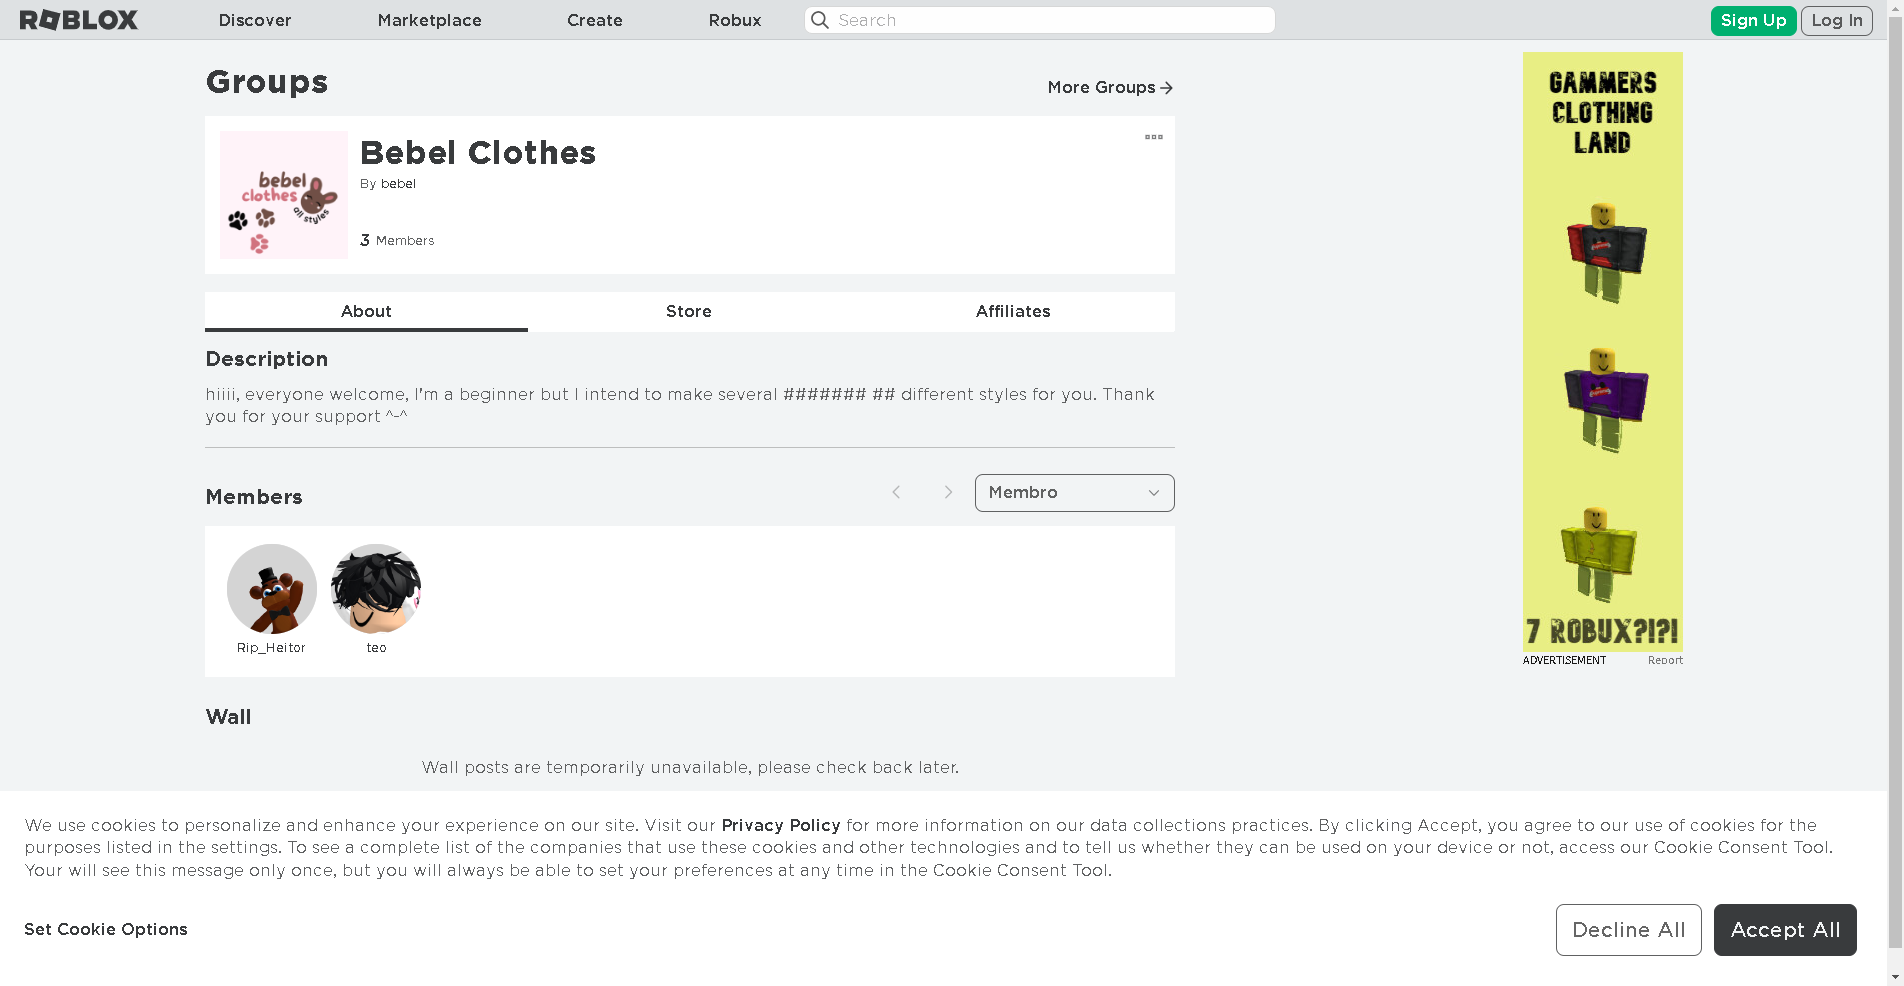 ROBLOX
Discover
Marketplace
Create
Robux
Search
Sign Up
Log In
Groups
More Groups
bebel
clothes
all styles
Bebel Clothes
By bebel
3 Members
About
Store
Affiliates
Description
hiiii, everyone welcome, I'm a beginner but I intend to make several ####### ## different styles for you. Thank
you for your support ^-^
Members
Membro
Rip_Heitor
teo
Wall
Wall posts are temporarily unavailable, please check back later.
GAMMERS
CLOTHING
LAND
7 ROBUX?!?!
ADVERTISEMENT
Report
We use cookies to personalize and enhance your experience on our site. Visit our Privacy Policy for more information on our data collections practices. By clicking Accept, you agree to our use of cookies for the
purposes listed in the settings. To see a complete list of the companies that use these cookies and other technologies and to tell us whether they can be used on your device or not, access our Cookie Consent Tool.
Your will see this message only once, but you will always be able to set your preferences at any time in the Cookie Consent Tool.
Set Cookie Options
Decline All
Accept All